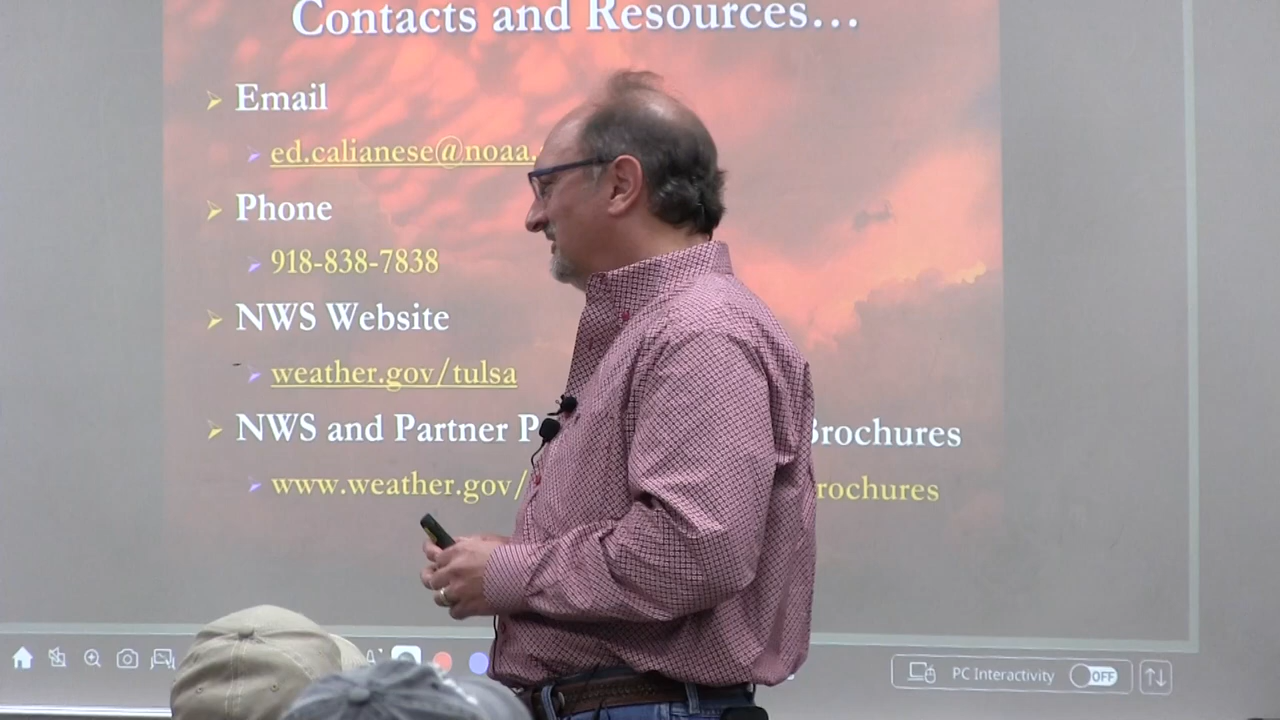 Contacts and Resources…
Email
ed.calianese@noaa.
Phone
918-838-7838
NWS Website
weather.gov/tulsa
NWS and Partner P Brochures
www.weather.gov/ rochures
PC Interactivity OFF